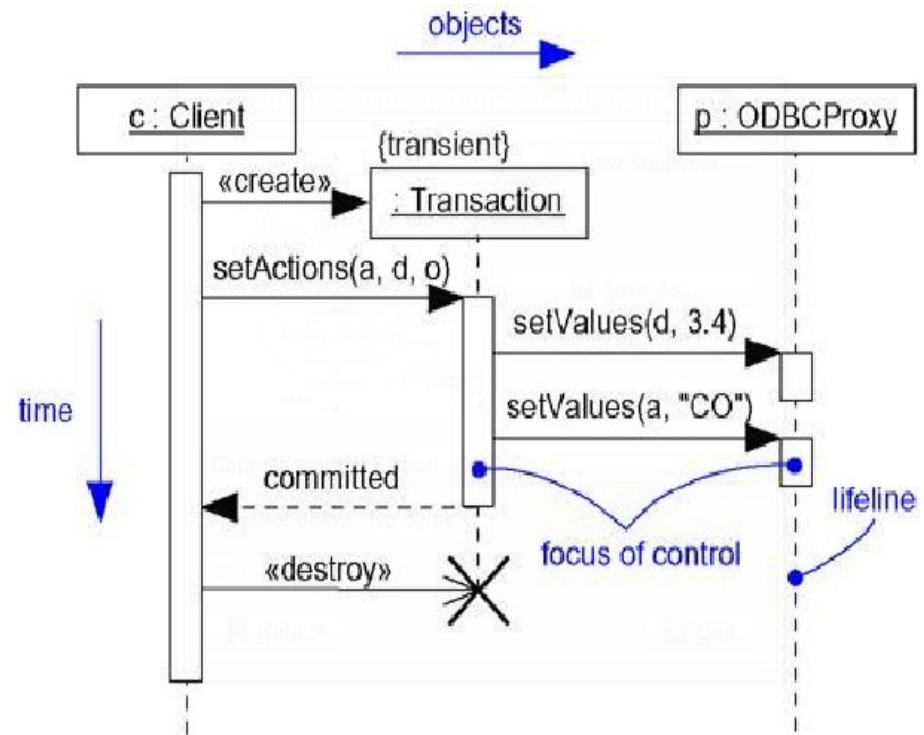 objects
c : Client
p : ODBCProxy
{transient}
«create»
: Transaction
setActions(a, d, o)
setValues(d, 3.4)
time
setValues(a, "CO")
committed
lifeline
focus of control
«destroy»